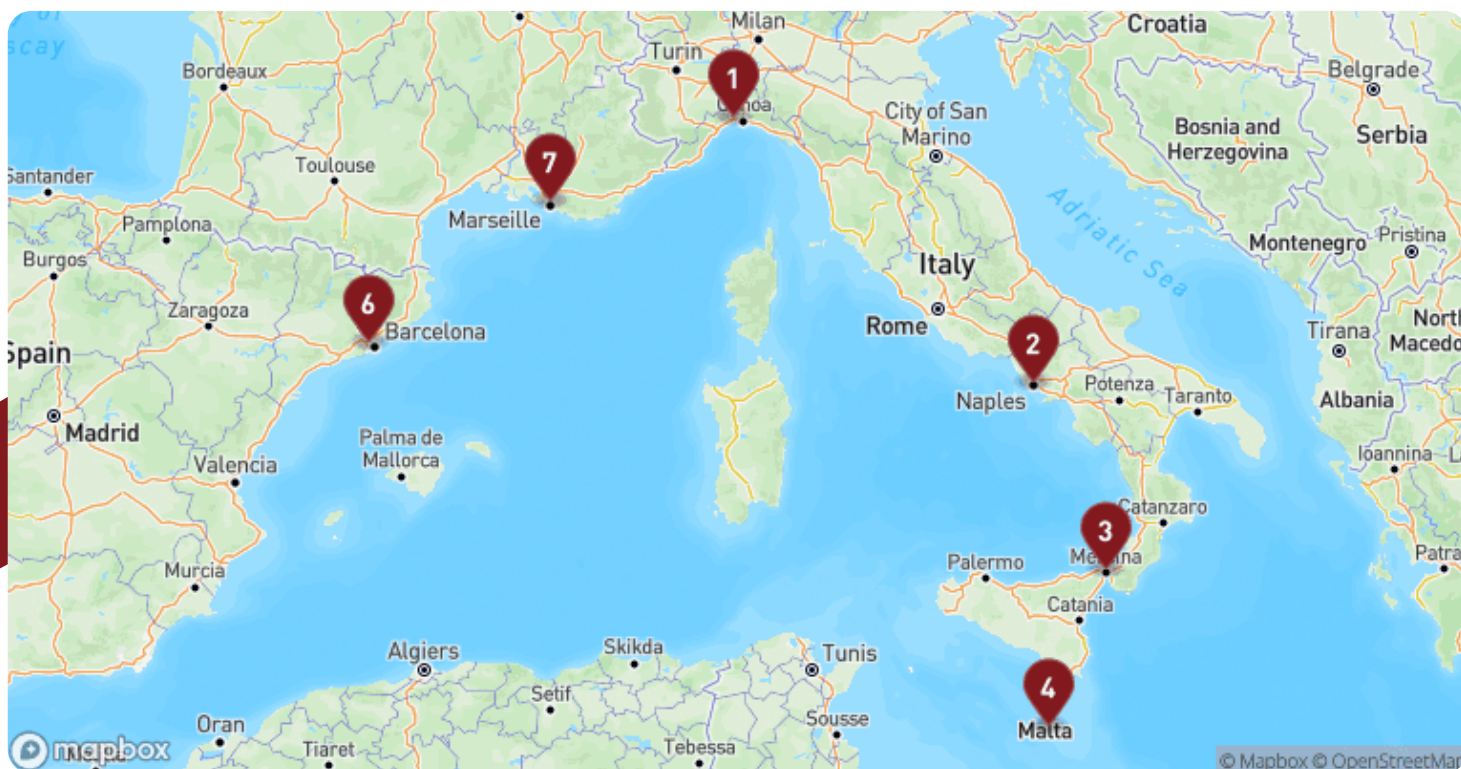 Croatia
Milan
Turin
1
Genoa
Bordeaux
Belgrade
City of San
Marino
Bosnia and
Herzegovina
Serbia
7
Toulouse
Santander
Marseille
Pamplona
Adriatic Sea
Montenegro
Pristina
Burgos
Italy
6
Zaragoza
Barcelona
Rome
2
Tirana
Spain
Naples
Potenza
Taranto
Albania
Madrid
Palma de
Mallorca
Valencia
Ioannina
3
Catanzaro
Messina
Palermo
Murcia
Catania
Algiers
Skikda
Tunis
4
Setif
Malta
Oran
Sousse
Tiaret
Tebessa
mapbox
© Mapbox © OpenStreetMap